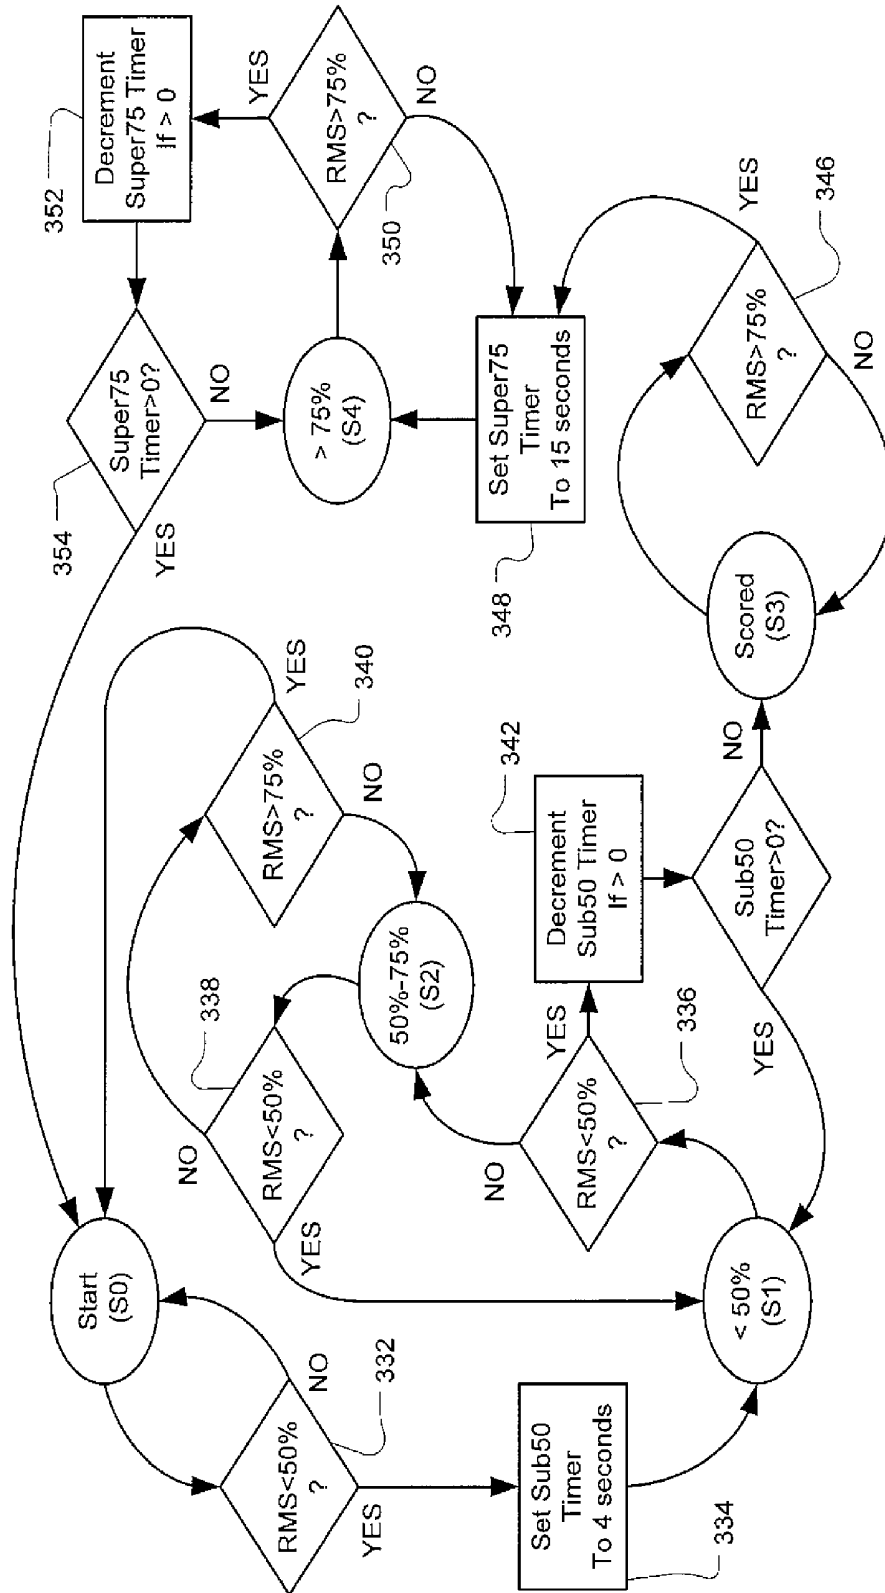 Start
(S0)
RMS<50%
?
332
NO
YES
Set Sub50
Timer
To 4 seconds
334
< 50%
(S1)
RMS<50%
?
336
NO
YES
50%-75%
(S2)
RMS<50%
?
338
NO
YES
RMS>75%
?
340
YES
NO
Decrement
Sub50 Timer
If > 0
342
Sub50
Timer>0?
YES
NO
Scored
(S3)
RMS>75%
?
346
YES
NO
Set Super75
Timer
To 15 seconds
348
> 75%
(S4)
RMS>75%
?
350
YES
NO
Decrement
Super75 Timer
If > 0
352
Super75
Timer>0?
354
YES
NO